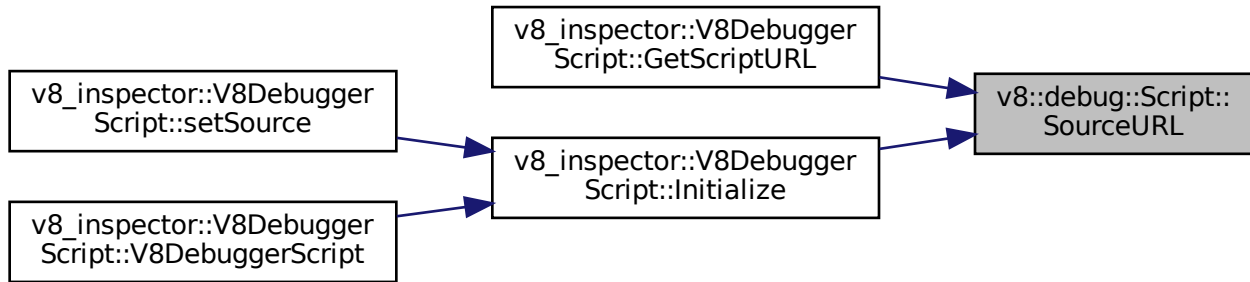 v8_inspector::V8Debugger
Script::GetScriptURL
v8_inspector::V8Debugger
Script::setSource
v8::debug::Script::
SourceURL
v8_inspector::V8Debugger
Script::Initialize
v8_inspector::V8Debugger
Script::V8DebuggerScript